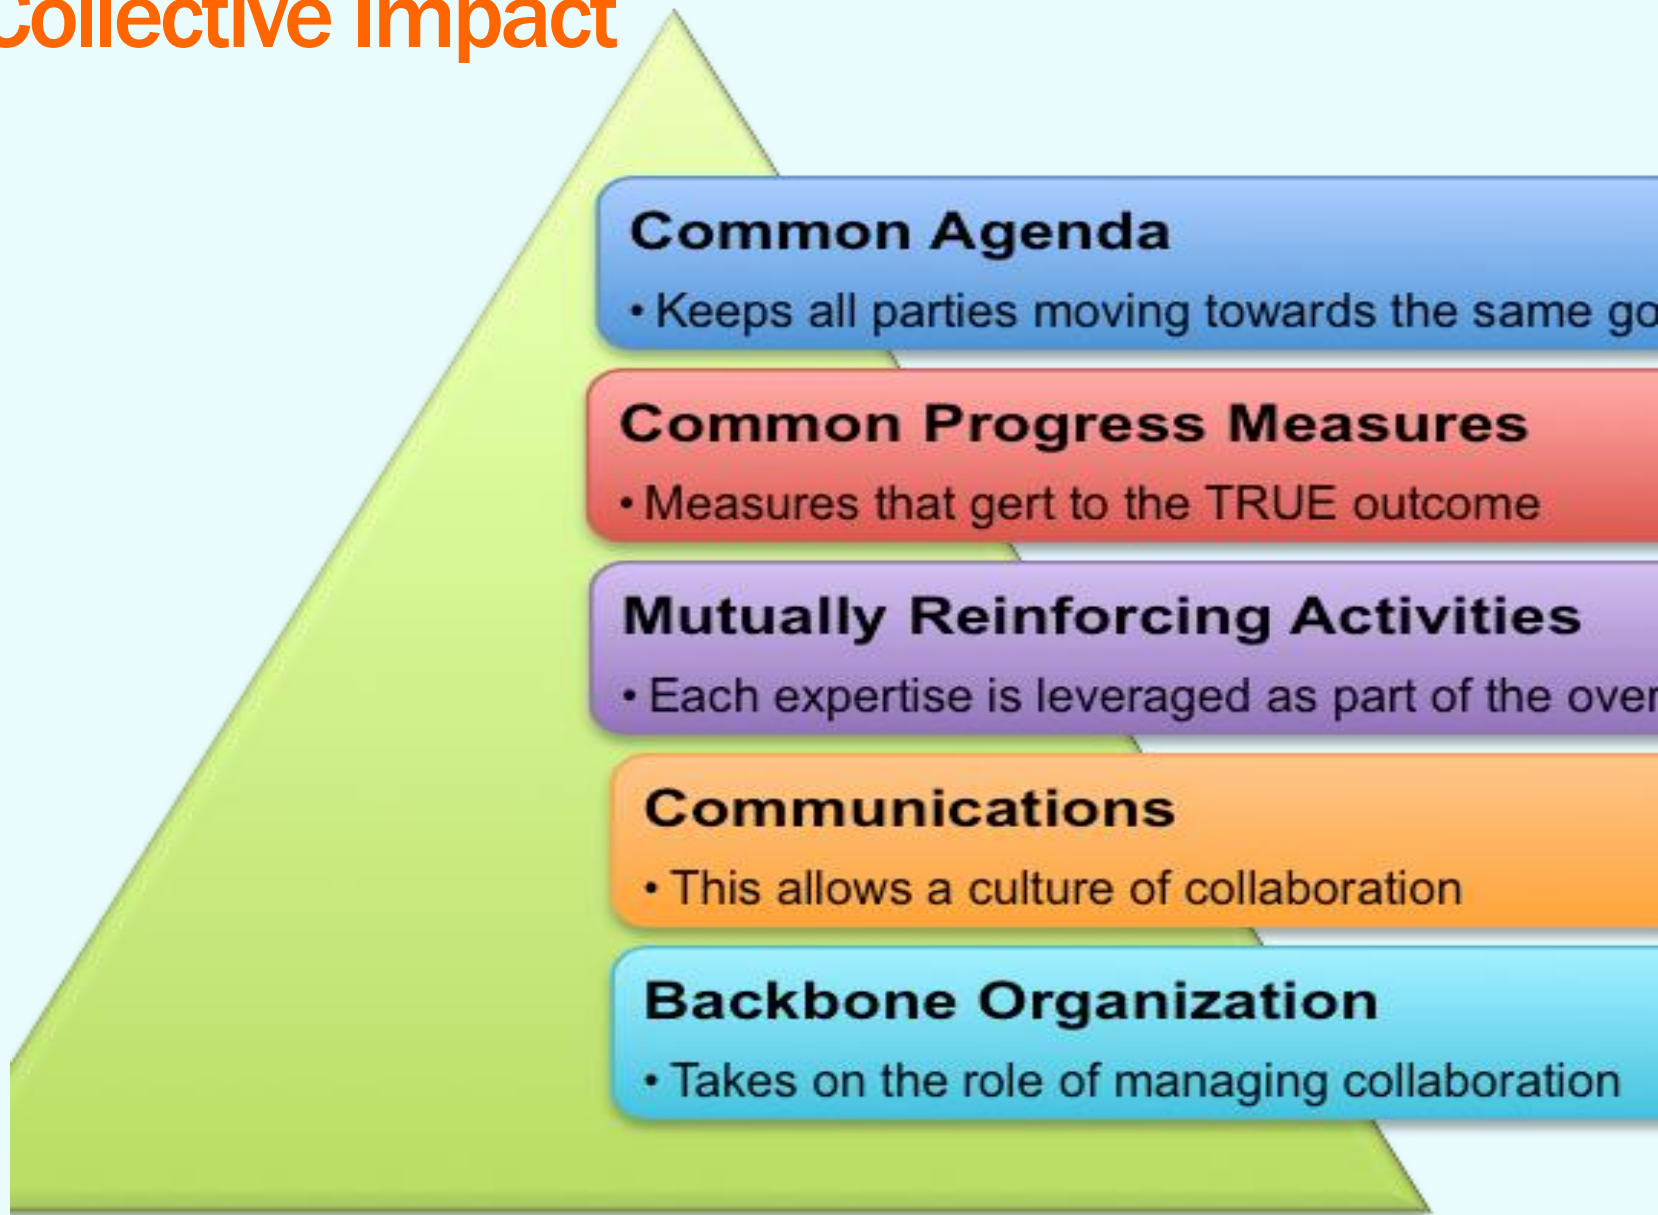 Collective Impact
Common Agenda
• Keeps all parties moving towards the same go
Common Progress Measures
• Measures that gert to the TRUE outcome
Mutually Reinforcing Activities
• Each expertise is leveraged as part of the over
Communications
• This allows a culture of collaboration
Backbone Organization
• Takes on the role of managing collaboration